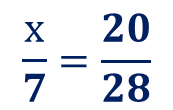 x/7 = 20/28